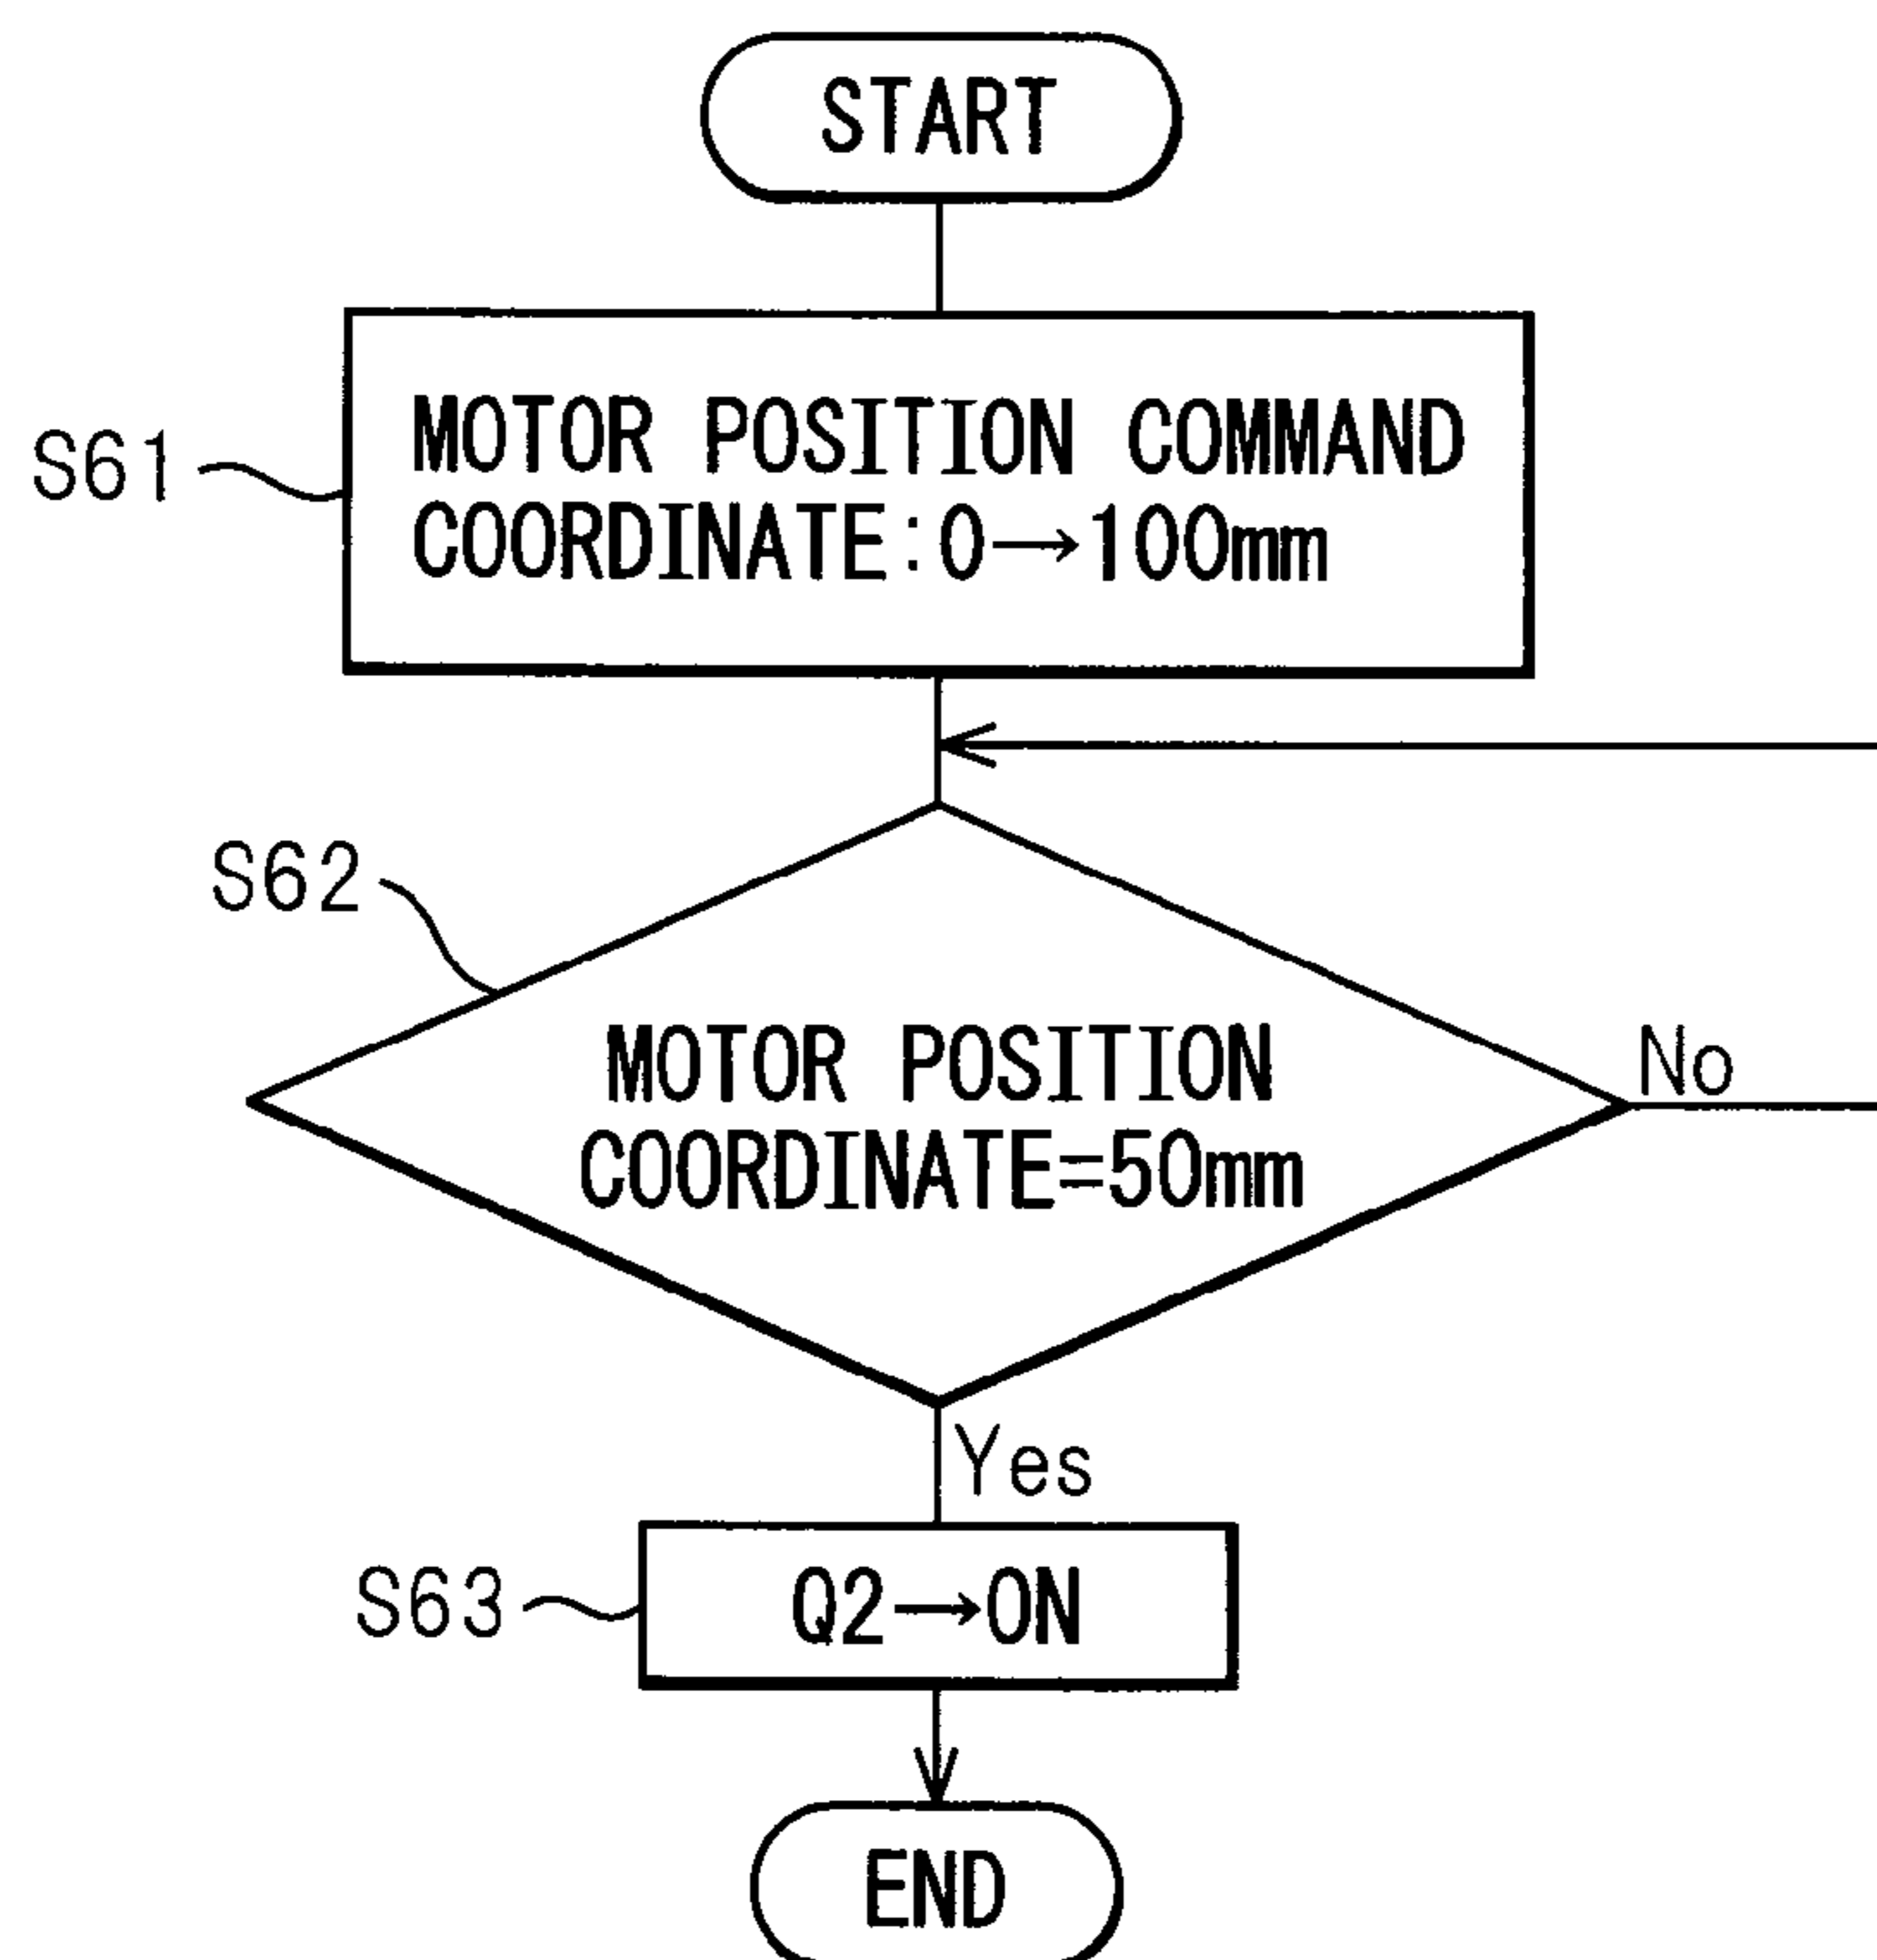 START
S61
MOTOR POSITION COMMAND
COORDINATE:0→100mm
S62
MOTOR POSITION
COORDINATE=50mm
No
Yes
S63
Q2→ON
END